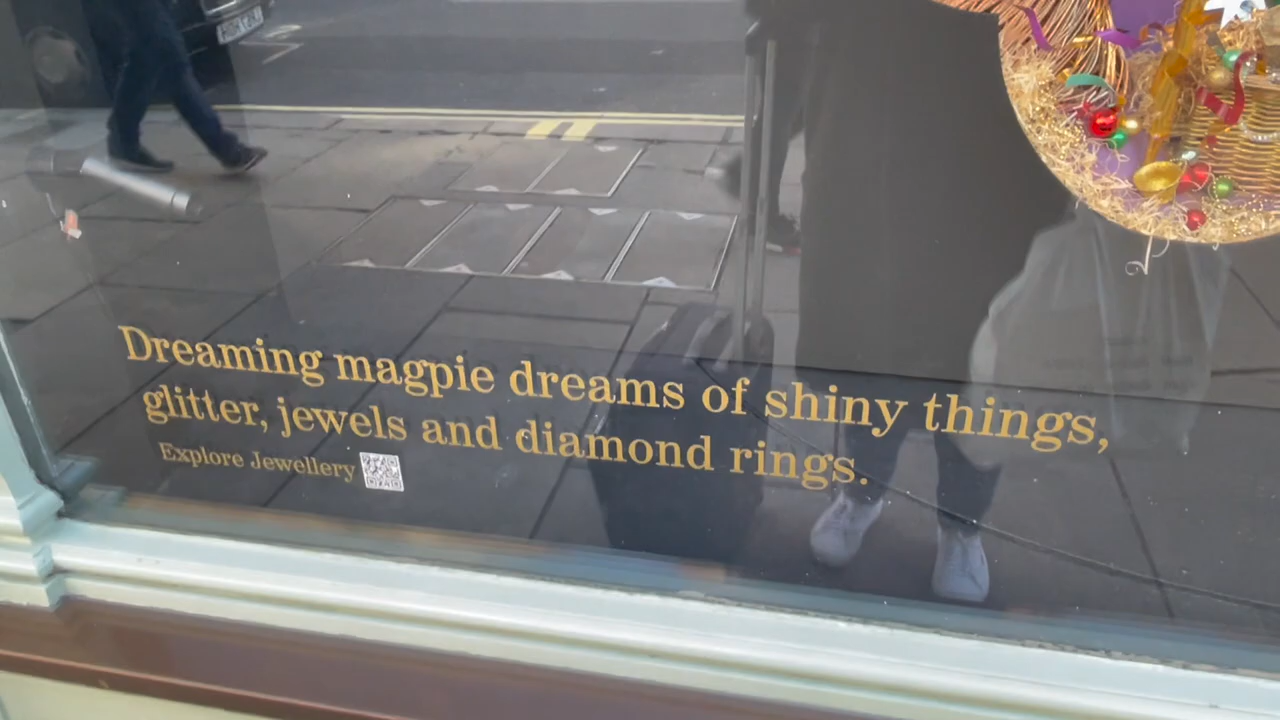 Dreaming magpie dreams of shiny things,
glitter, jewels and diamond rings.
Explore Jewellery